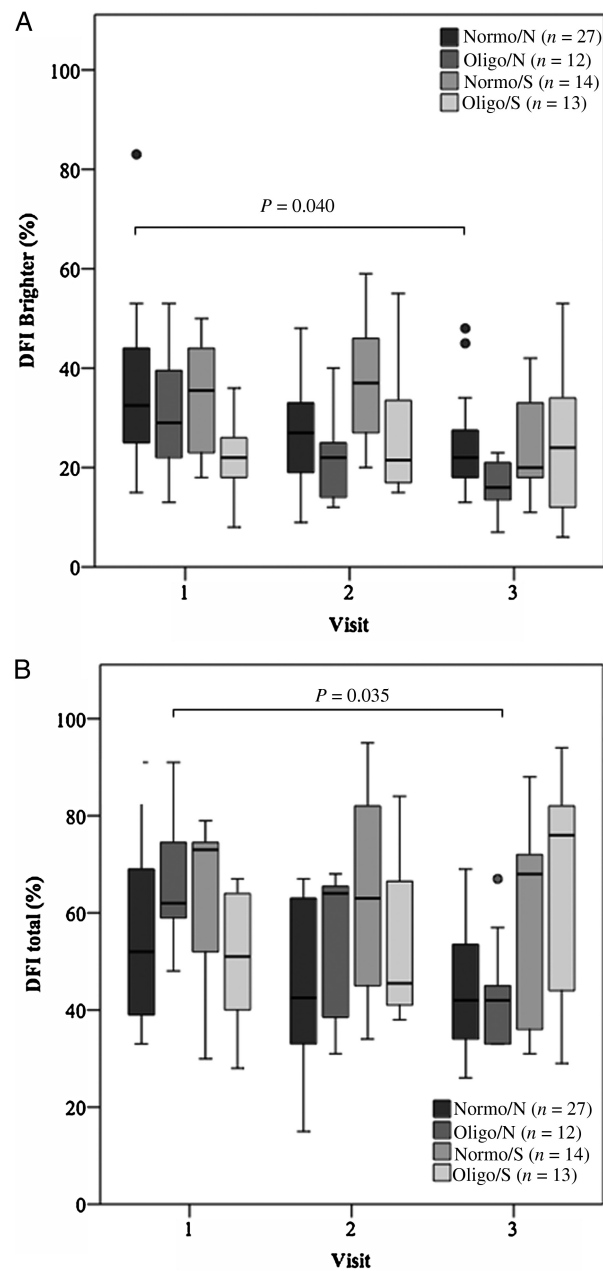 A
Normo/N (n = 27)
Oligo/N (n = 12)
Normo/S (n = 14)
Oligo/S (n = 13)
100
80
60
40
20
0
DFI Brighter (%)
P = 0.040
1 2 3
Visit
B
100
80
60
40
20
0
DFI total (%)
P = 0.035
Normo/N (n = 27)
Oligo/N (n = 12)
Normo/S (n = 14)
Oligo/S (n = 13)
1 2 3
Visit